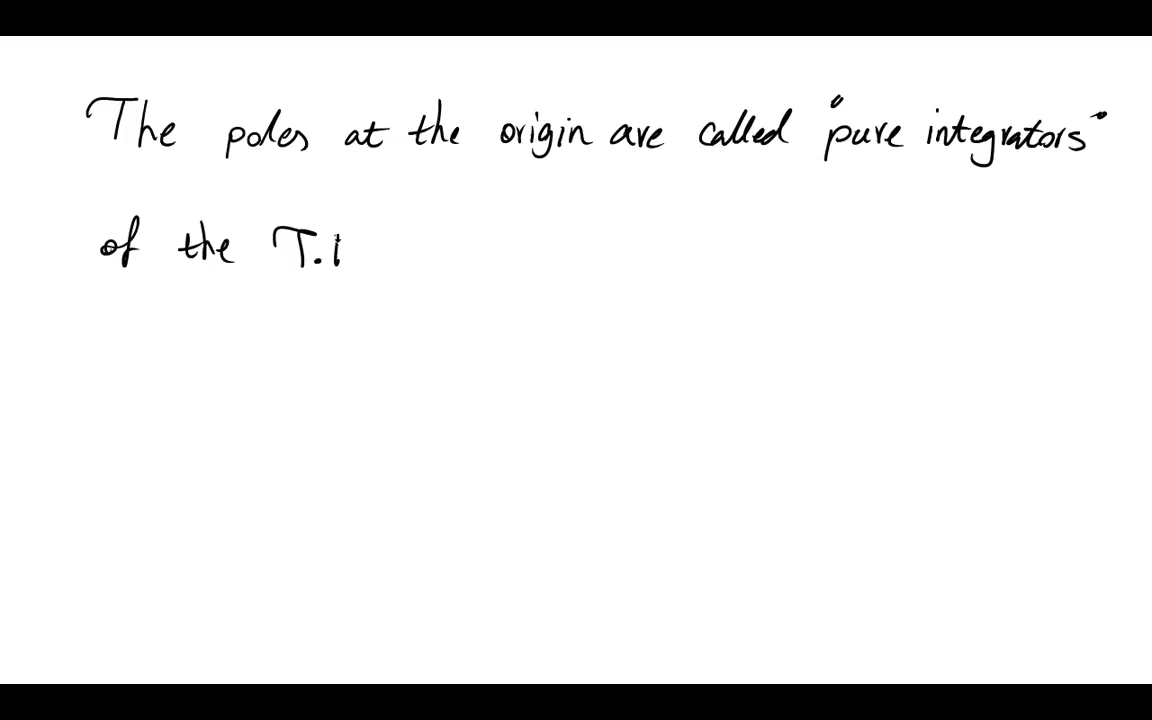 The poles at the origin are called "pure integrators"
of the T.